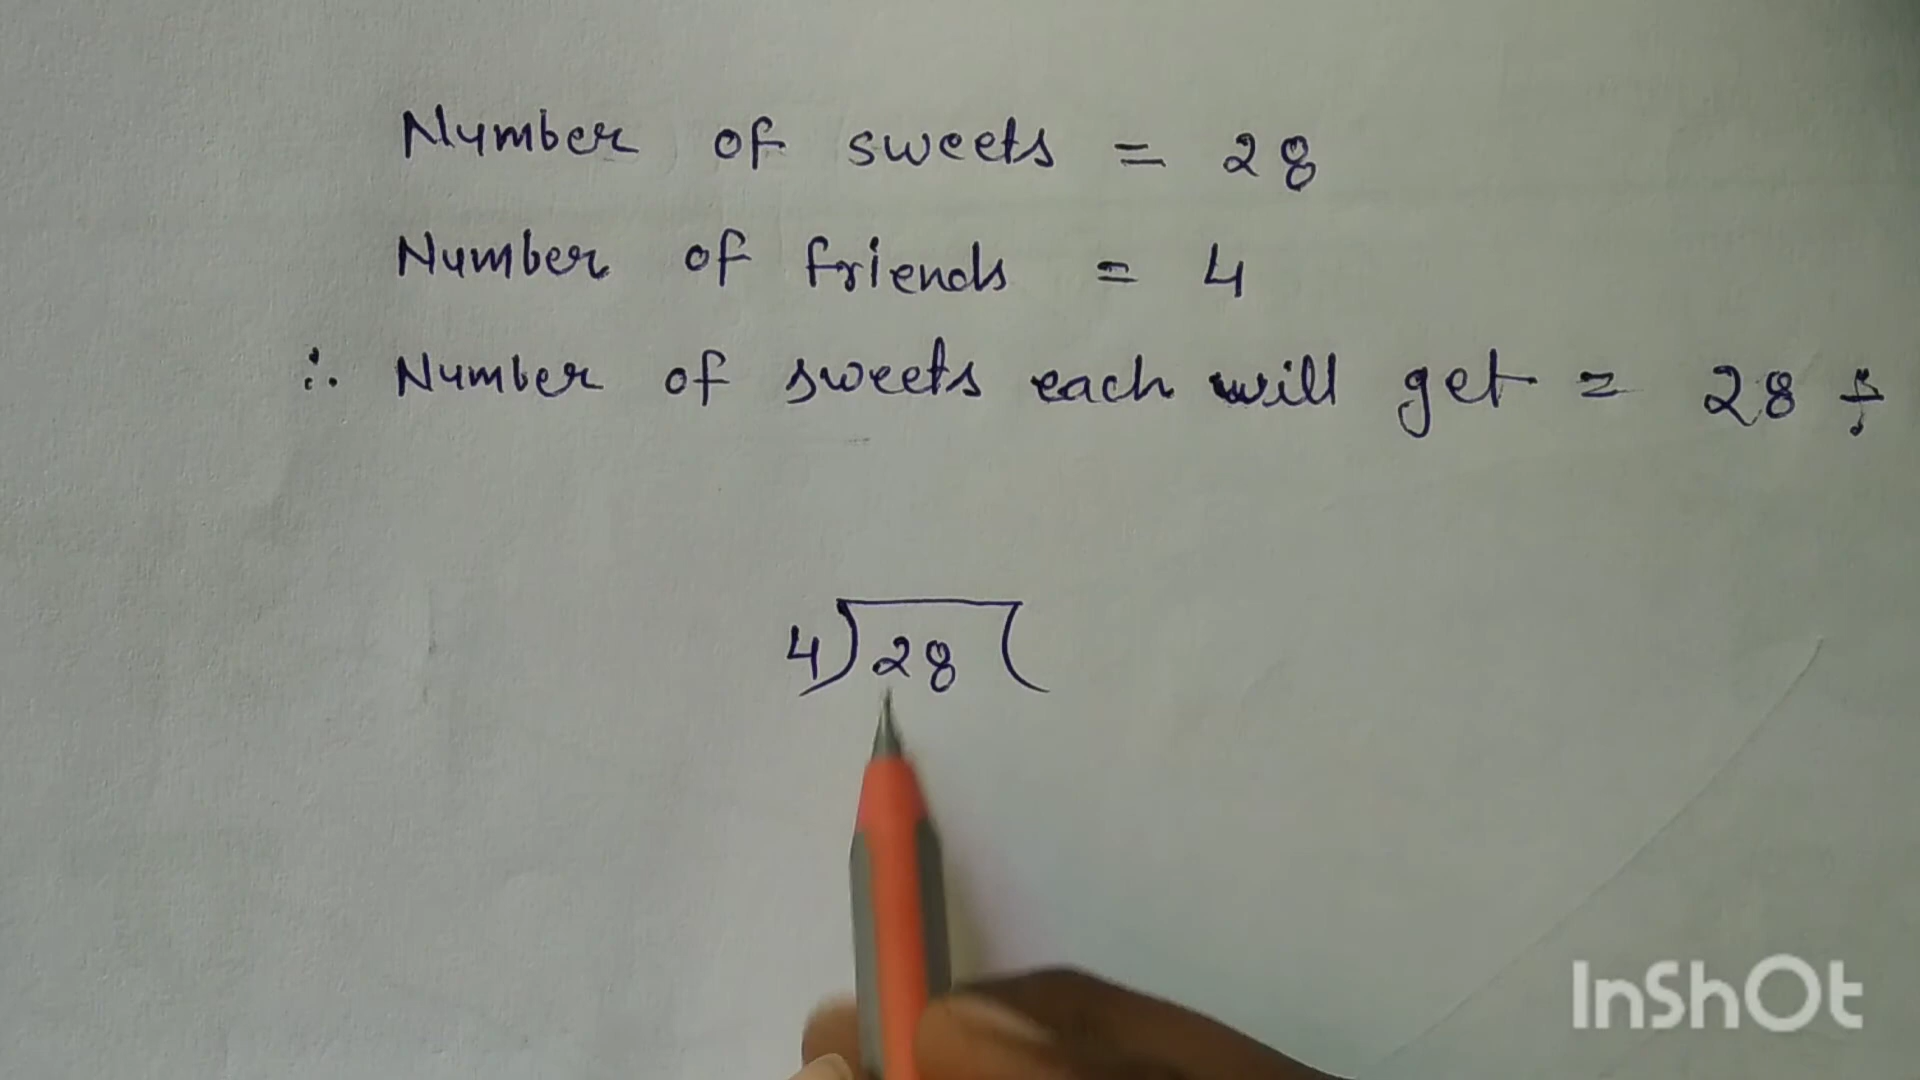 Number of sweets = 28
Number of friends = 4
∴ Number of sweets each will get = 28 ÷
4)28(
InShOt